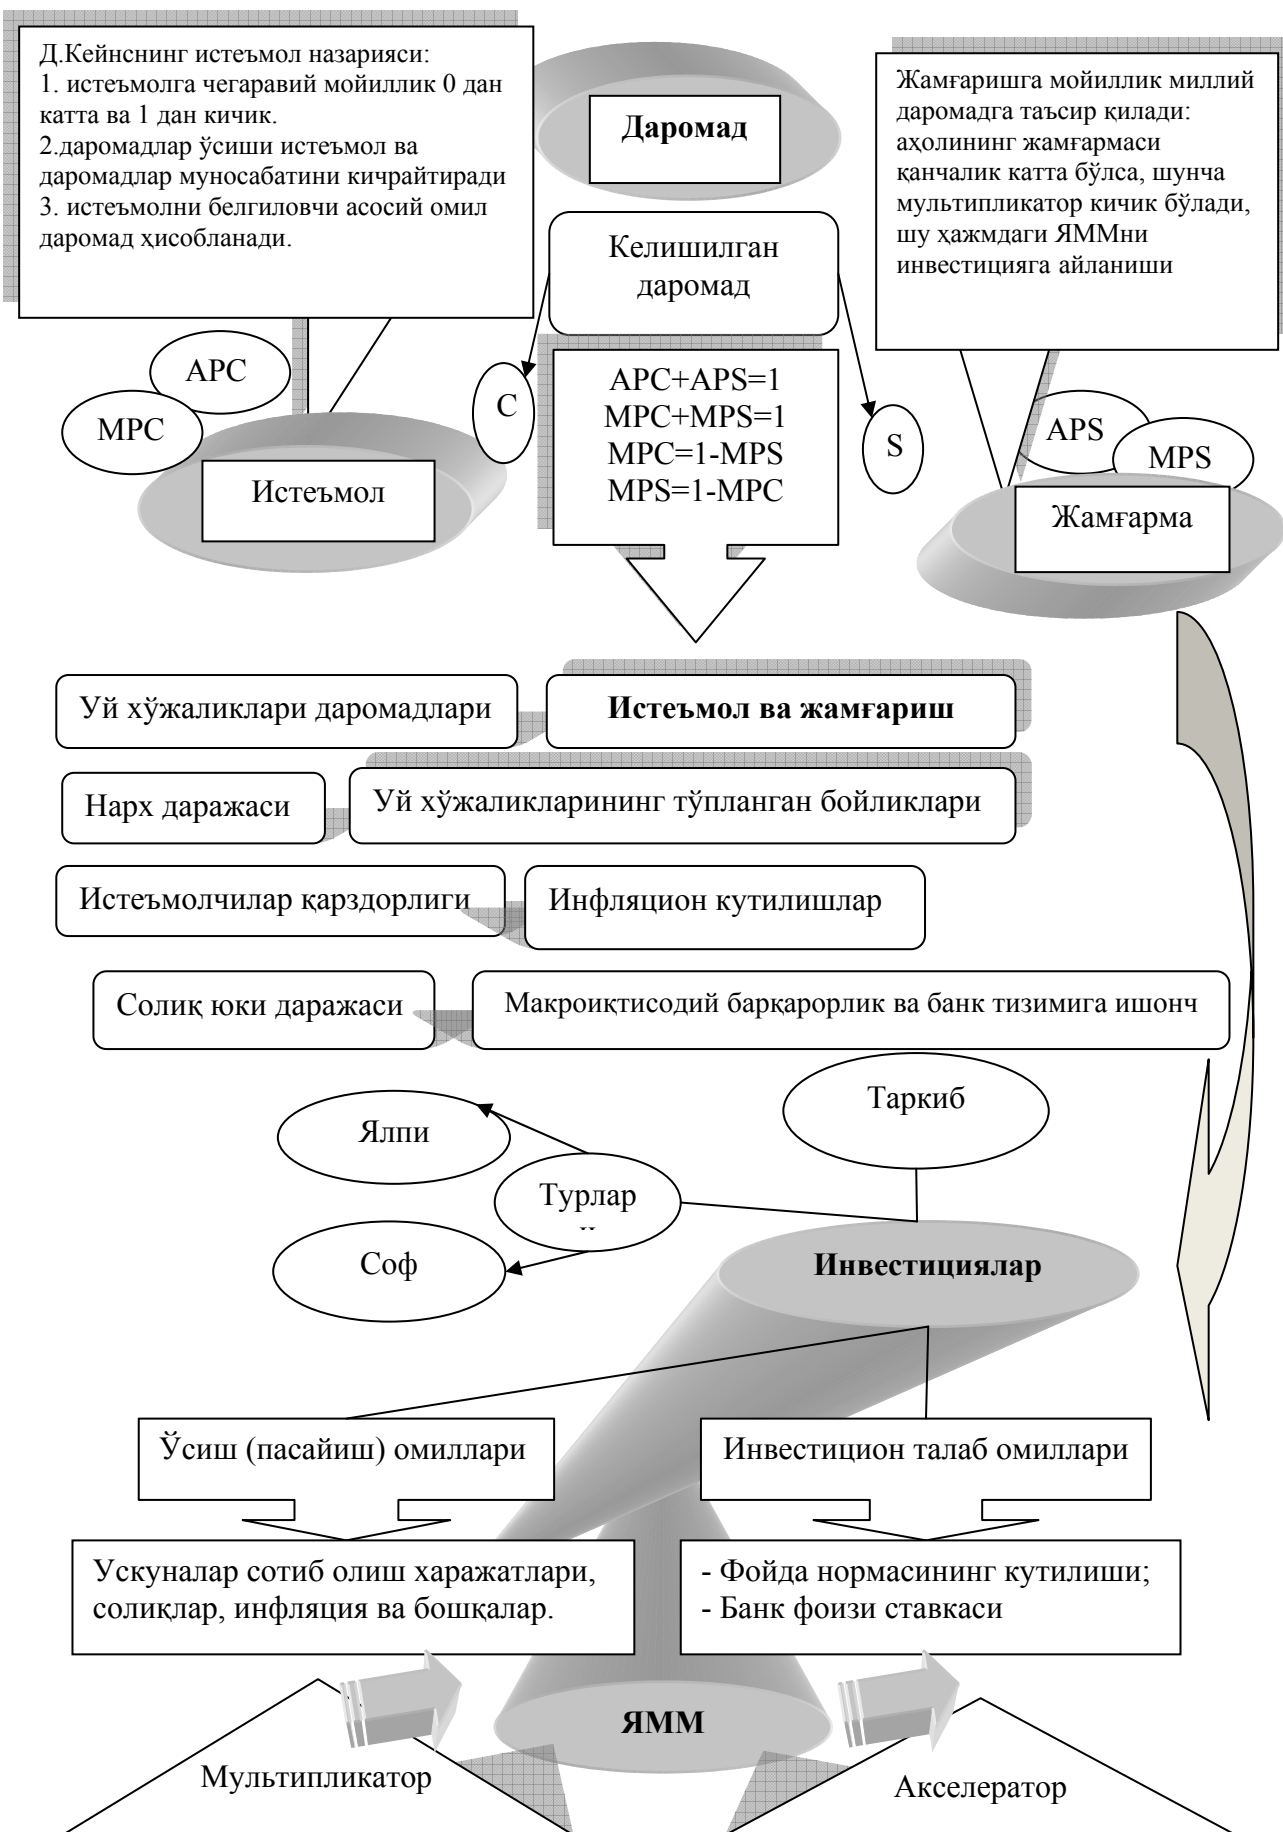 Д.Кейнснинг истеъмол назарияси:
1. истеъмолга чегаравий мойиллик 0 дан
катта ва 1 дан кичик.
2.даромадлар ўсиши истеъмол ва
даромадлар муносабатини кичрайтиради
3. истеъмолни белгиловчи асосий омил
даромад ҳисобланади.
Даромад
Жамғаришга мойиллик миллий
даромадга таъсир қилади:
аҳолининг жамғармаси
қанчалик катта бўлса, шунча
мультипликатор кичик бўлади,
шу ҳажмдаги ЯММни
инвестицияга айланиши
Келишилган
даромад
APC
MPC
C
APC+APS=1
MPC+MPS=1
MPC=1-MPS
MPS=1-MPC
S
APS
MPS
Истеъмол
Жамғарма
Уй хўжаликлари даромадлари
Истеъмол ва жамғариш
Нарх даражаси
Уй хўжаликларининг тўпланган бойликлари
Истеъмолчилар қарздорлиги
Инфляцион кутилишлар
Солиқ юки даражаси
Макроиқтисодий барқарорлик ва банк тизимига ишонч
Таркиб
Ялпи
Турлар
Соф
Инвестициялар
Ўсиш (пасайиш) омиллари
Инвестицион талаб омиллари
Ускуналар сотиб олиш харажатлари,
солиқлар, инфляция ва бошқалар.
- Фойда нормасининг кутилиши;
- Банк фоизи ставкаси
ЯММ
Мультипликатор
Акселератор